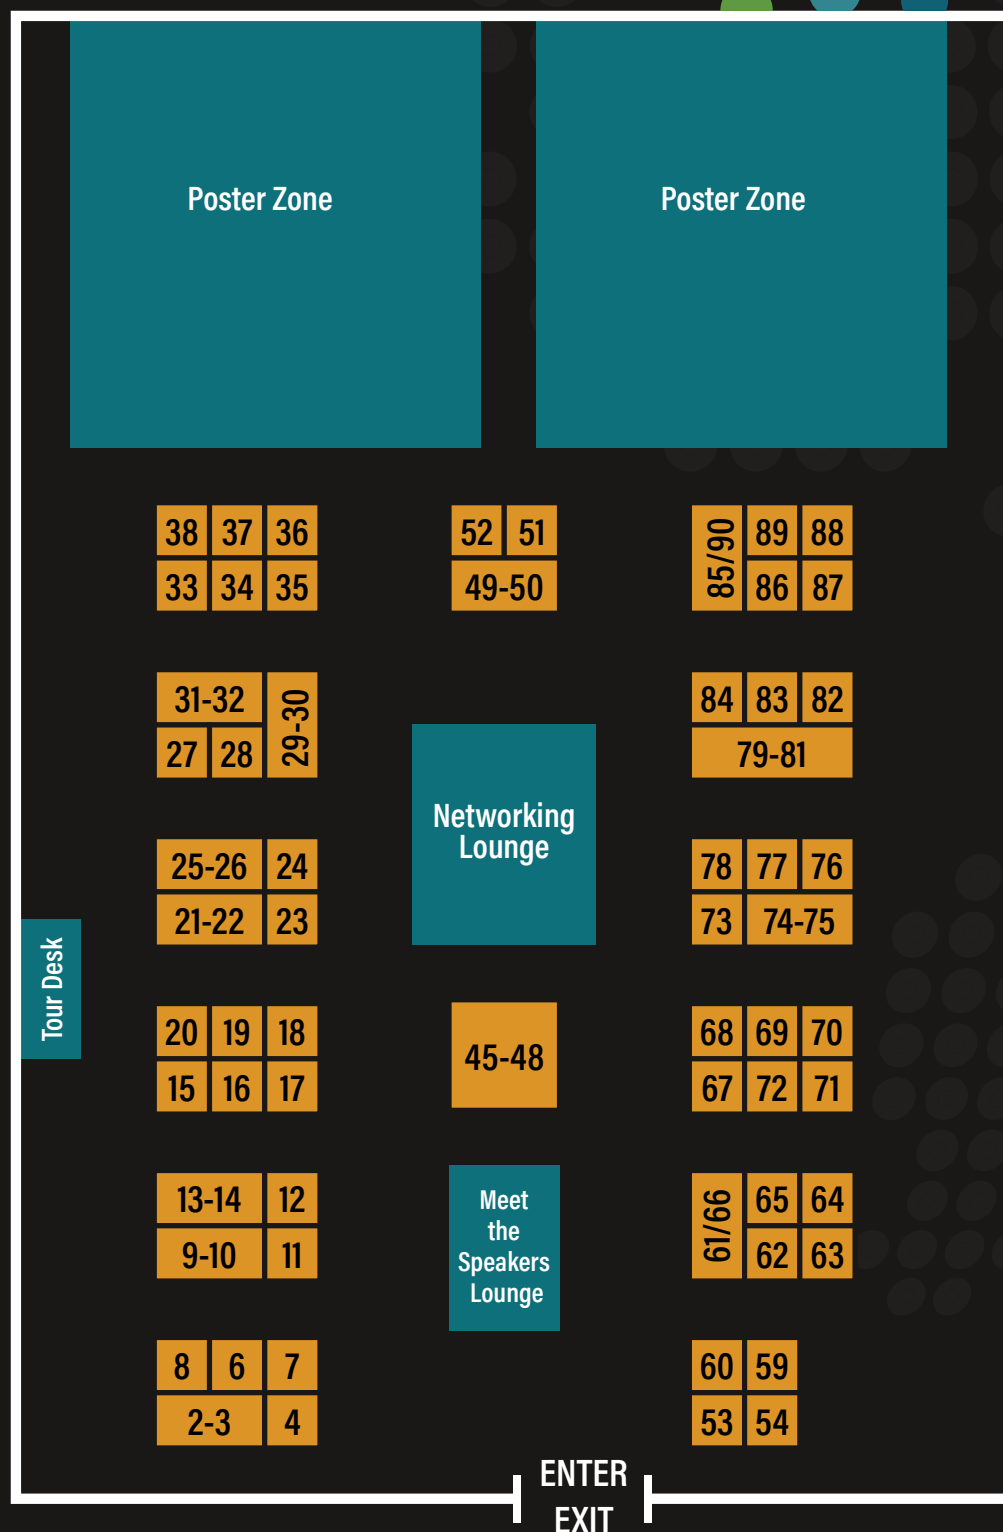 Poster Zone
Poster Zone
38 37 36
33 34 35
52 51
49-50
85/90
89 88
86 87
31-32
27 28
29-30
84 83 82
79-81
Networking
Lounge
25-26 24
21-22 23
78 77 76
73 74-75
Tour Desk
20 19 18
15 16 17
45-48
68 69 70
67 72 71
13-14 12
9-10 11
Meet
the
Speakers
Lounge
61/66
65 64
62 63
8 6 7
2-3 4
60 59
53 54
ENTER
EXIT